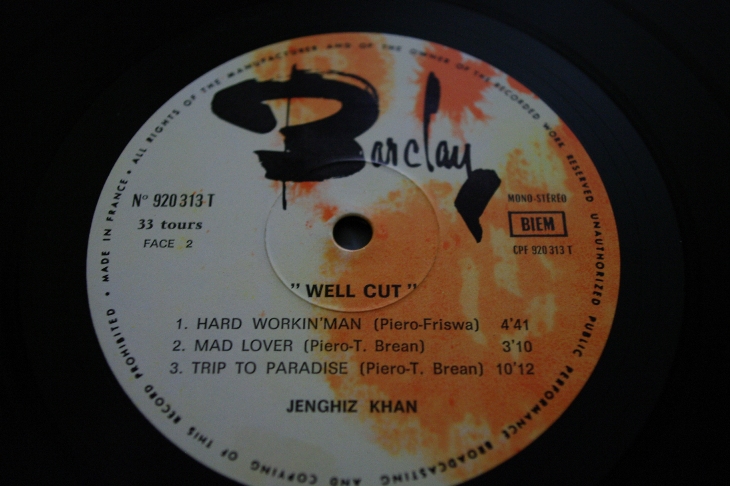 Barclay
MADE IN FRANCE • ALL RIGHTS OF THE MANUFACTURER AND OF THE OWNER OF THE RECORDED WORK RESERVED UNAUTHORIZED PUBLIC PERFORMANCE BROADCASTING AND COPYING OF THIS RECORD PROHIBITED •
N° 920 313 T
33 tours
FACE 2
MONO-STÉRÉO
BIEM
CPF 920 313 T
" WELL CUT "
1. HARD WORKIN'MAN (Piero-Friswa) 4'41
2. MAD LOVER (Piero-T. Brean) 3'10
3. TRIP TO PARADISE (Piero-T. Brean) 10'12
JENGHIZ KHAN